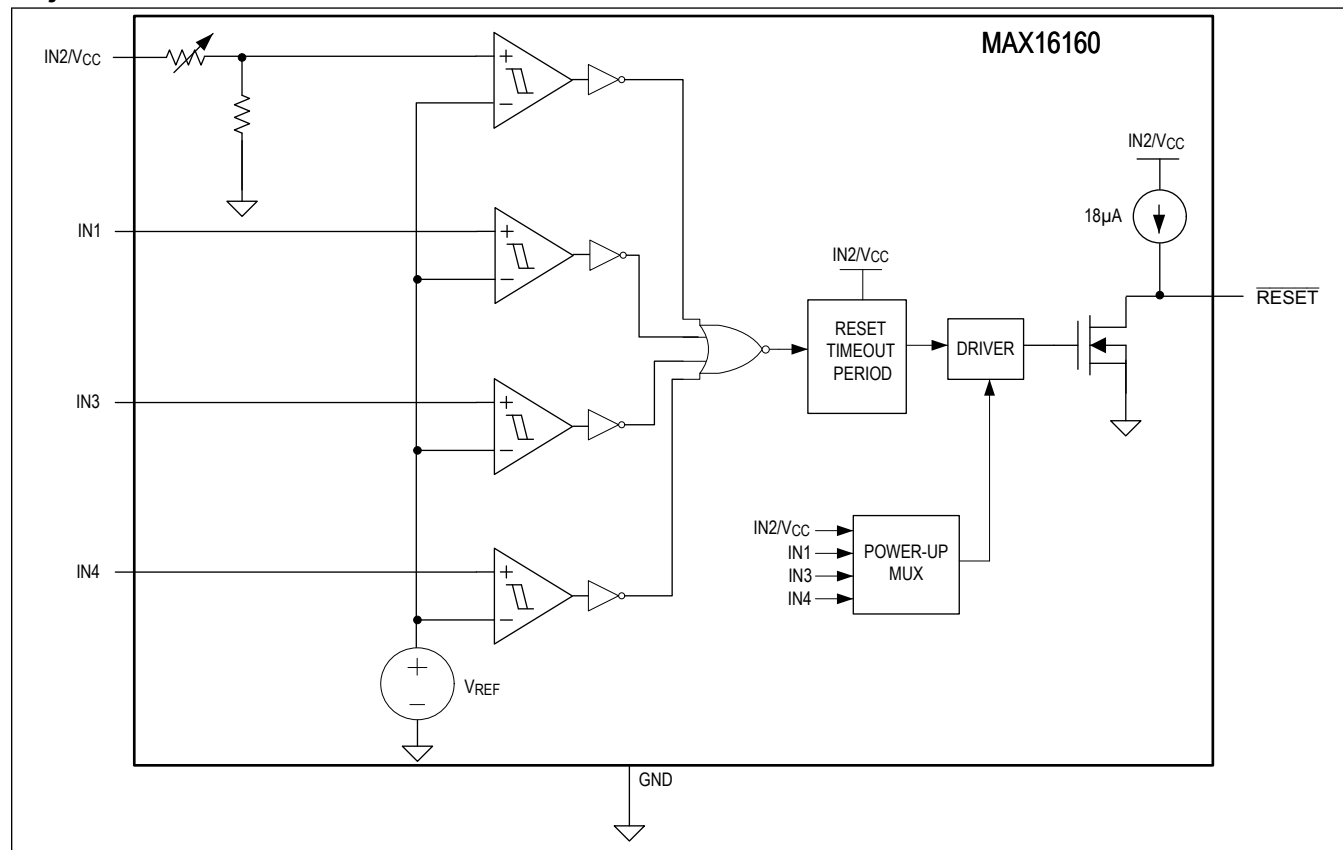 MAX16160
IN2/VCC
+
−
IN2/VCC
18µA
IN1
+
−
IN2/VCC
RESET
RESET
TIMEOUT
PERIOD
DRIVER
IN3
+
−
IN2/VCC
IN1
IN3
IN4
POWER-UP
MUX
IN4
+
−
+
−
VREF
GND